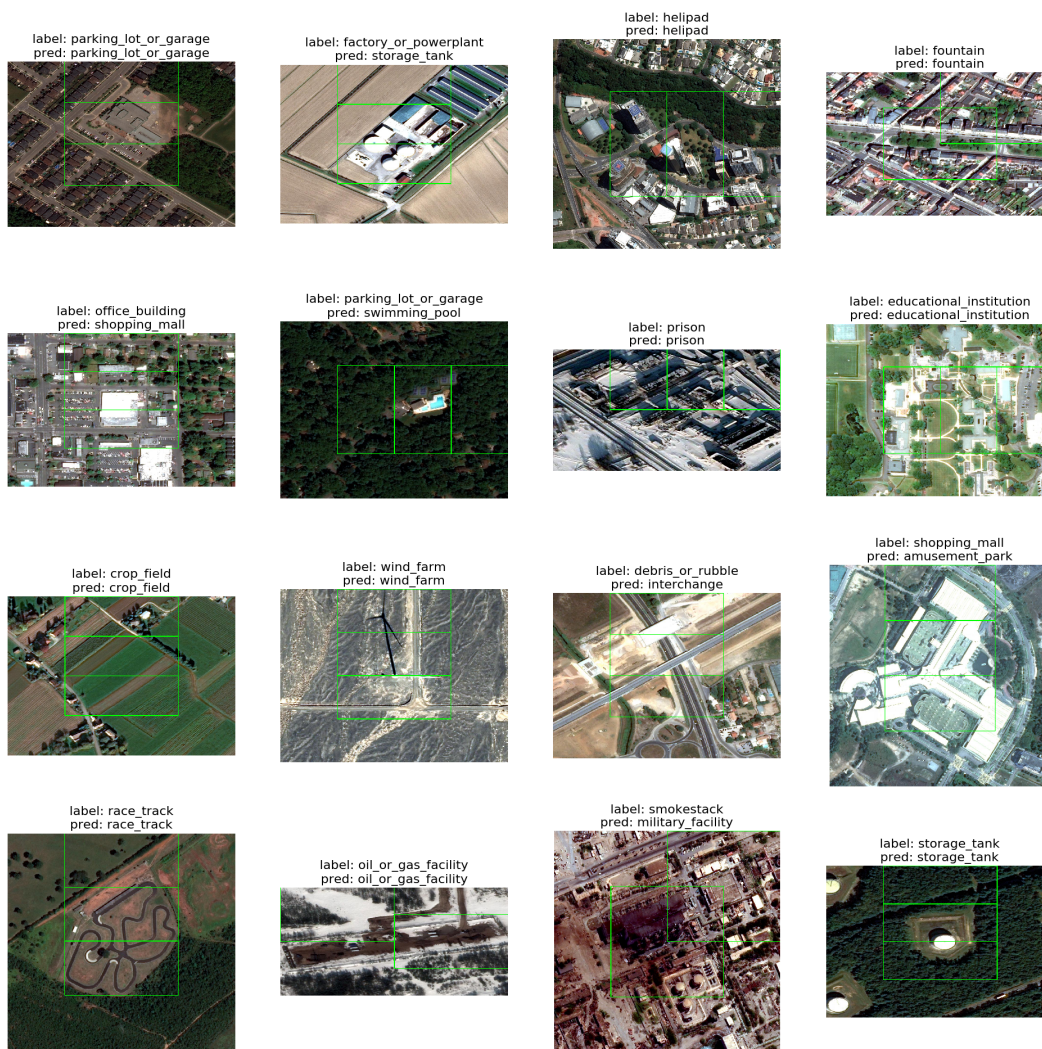 label: parking_lot_or_garage
pred: parking_lot_or_garage
label: factory_or_powerplant
pred: storage_tank
label: helipad
pred: helipad
label: fountain
pred: fountain
label: office_building
pred: shopping_mall
label: parking_lot_or_garage
pred: swimming_pool
label: prison
pred: prison
label: educational_institution
pred: educational_institution
label: crop_field
pred: crop_field
label: wind_farm
pred: wind_farm
label: debris_or_rubble
pred: interchange
label: shopping_mall
pred: amusement_park
label: race_track
pred: race_track
label: oil_or_gas_facility
pred: oil_or_gas_facility
label: smokestack
pred: military_facility
label: storage_tank
pred: storage_tank